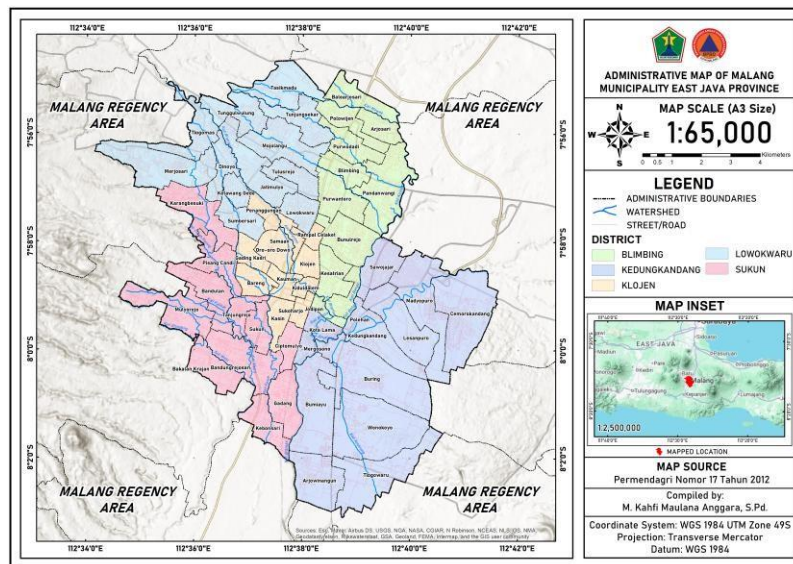 112°34'0"E 112°36'0"E 112°38'0"E 112°40'0"E 112°42'0"E
7°56'0"S
7°58'0"S
8°0'0"S
8°2'0"S
MALANG REGENCY
AREA
MALANG REGENCY
AREA
MALANG REGENCY
AREA
MALANG REGENCY
AREA
Tasikmadu
Balearjosari
Polowijen
Arjosari
Tunggulwulung
Tunjungsekar
Tlogomas
Mojolangu
Purwodadi
Blimbing
Dinoyo
Tulusrejo
Merjosari
Jatimulyo
Pandanwangi
Ketawang Gede
Purwantoro
Karangbesuki
Penanggungan
Lowokwaru
Sumbersari
Rampal Celaket
Samaan
Bunulrejo
Oro-oro Dowo
Sawojajar
Gading Kasri
Klojen
Pisang Candi
Kauman
Kesatrian
Bareng
Kiduldalem
Madyopuro
Bandulan
Sukoharjo
Cemorokandang
Mulyorejo
Tanjungrejo
Kasin
Polehan
Kota Lama
Kedungkandang
Sukun
Lesanpuro
Ciptomulyo
Mergosono
Bakalan Krajan
Bandungrejosari
Buring
Gadang
Bumiayu
Wonokoyo
Kebonsari
Tlogowaru
Arjowinangun
ADMINISTRATIVE MAP OF MALANG
MUNICIPALITY EAST JAVA PROVINCE
N
W E
S
MAP SCALE (A3 Size)
1:65,000
0 0.5 1 2 3 4
Kilometers
LEGEND
ADMINISTRATIVE BOUNDARIES
WATERSHED
STREET/ROAD
DISTRICT
BLIMBING
LOWOKWARU
KEDUNGKANDANG
SUKUN
KLOJEN
MAP INSET
EAST JAVA
Malang
1:2,500,000
MAPPED LOCATION
MAP SOURCE
Permendagri Nomor 17 Tahun 2012
Compiled by:
M. Kahfi Maulana Anggara, S.Pd.
Coordinate System: WGS 1984 UTM Zone 49S
Projection: Transverse Mercator
Datum: WGS 1984